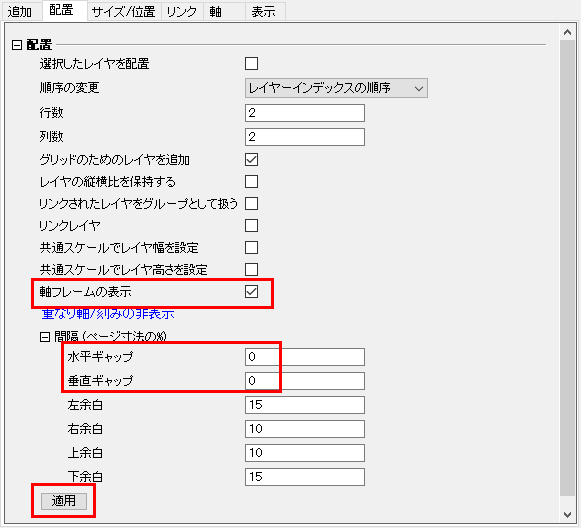 追加 配置 サイズ/位置 リンク 軸 表示
配置
選択したレイヤを配置
順序の変更 レイヤーインデックスの順序
行数 2
列数 2
グリッドのためのレイヤを追加
レイヤの縦横比を保持する
リンクされたレイヤをグループとして扱う
リンクレイヤ
共通スケールでレイヤ幅を設定
共通スケールでレイヤ高さを設定
軸フレームの表示
重なり軸/刻みの非表示
間隔(ページ寸法の%)
水平ギャップ 0
垂直ギャップ 0
左余白 15
右余白 10
上余白 10
下余白 15
適用